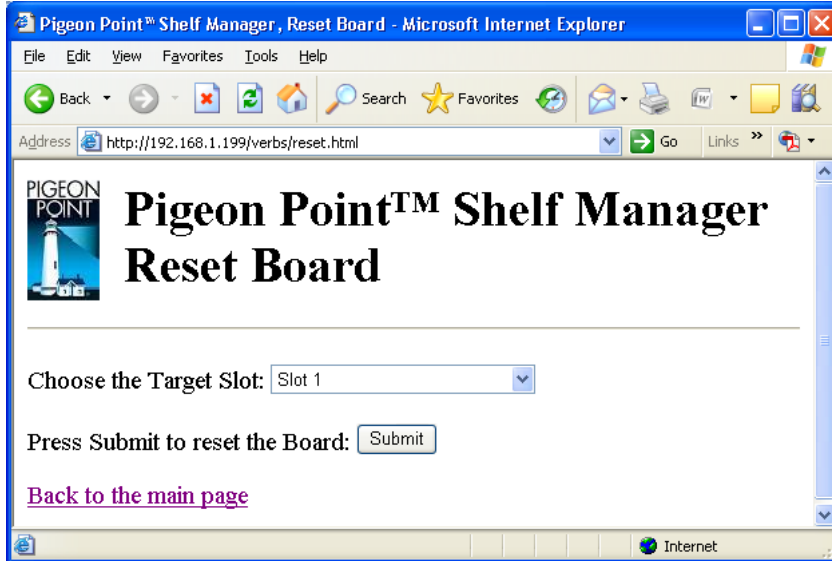 Pigeon Point™ Shelf Manager, Reset Board - Microsoft Internet Explorer
File Edit View Favorites Tools Help
Back Search Favorites W
Address http://192.168.1.199/verbs/reset.html Go Links »
PIGEON
POINT
Pigeon Point™ Shelf Manager
Reset Board
Choose the Target Slot: Slot 1
Press Submit to reset the Board: Submit
Back to the main page
Internet